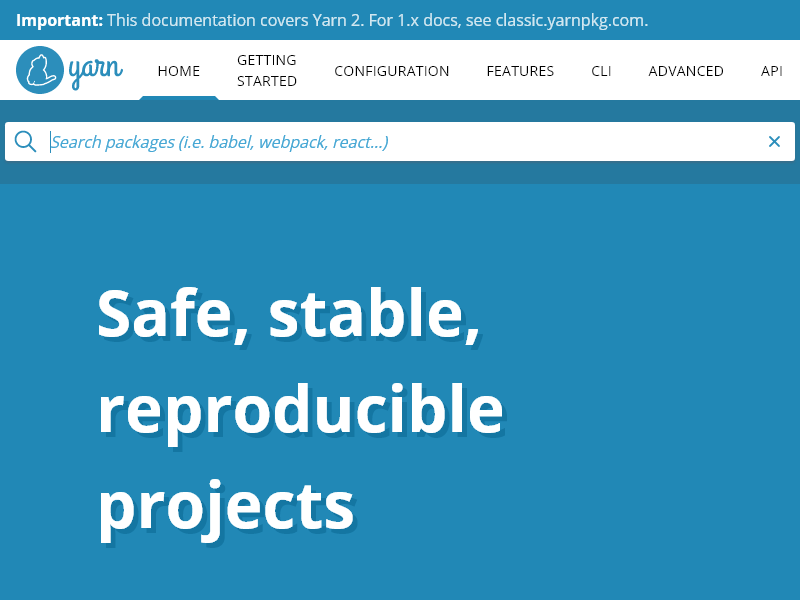 Important: This documentation covers Yarn 2. For 1.x docs, see classic.yarnpkg.com.
yarn
HOME
GETTING
STARTED
CONFIGURATION
FEATURES
CLI
ADVANCED
API
Search packages (i.e. babel, webpack, react...)
Safe, stable,
reproducible
projects